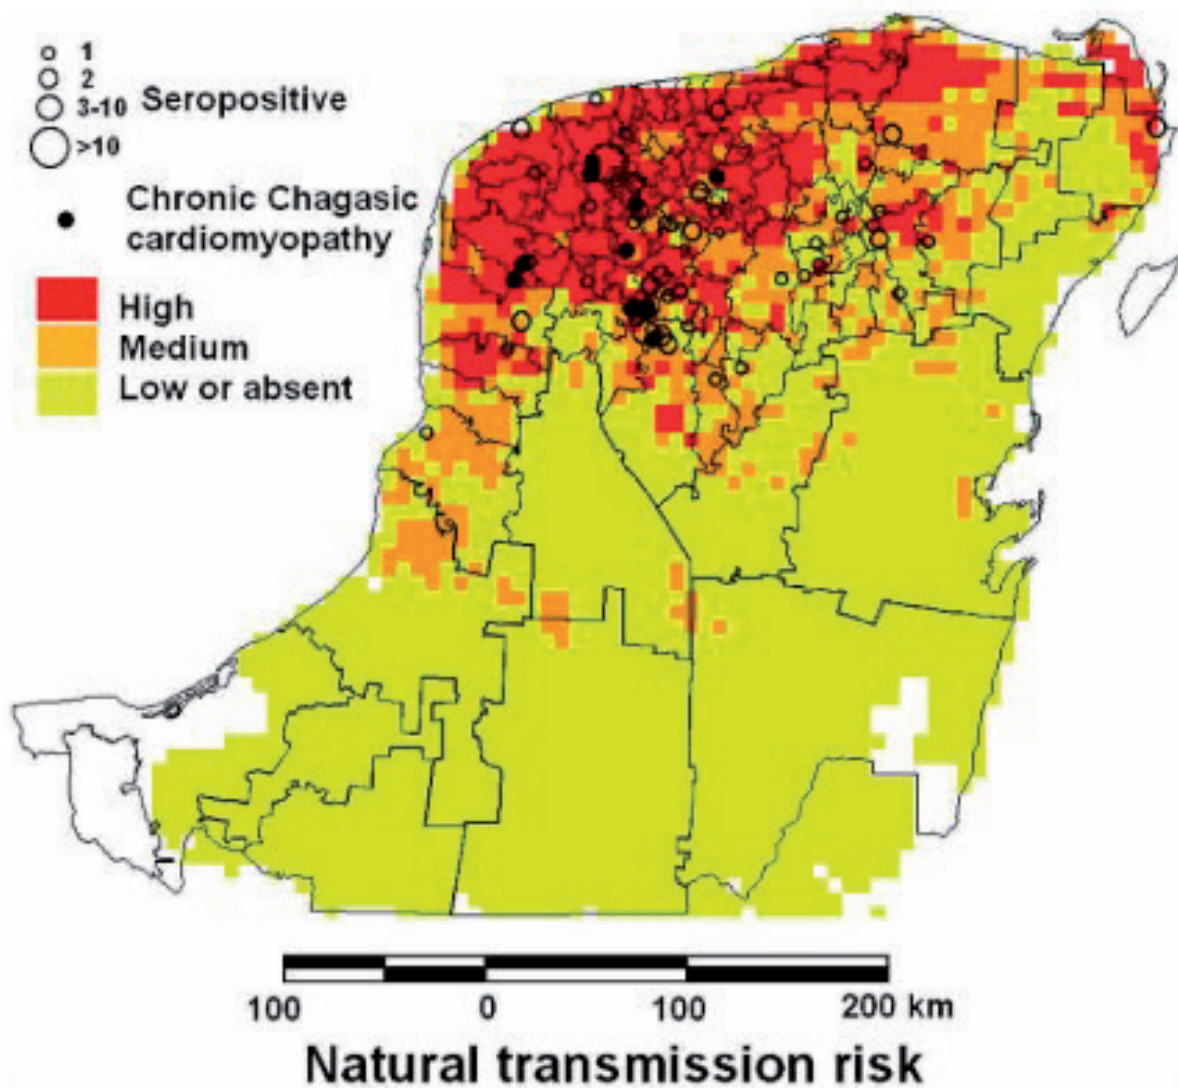 1
2
3-10
>10
Seropositive
Chronic Chagasic
cardiomyopathy
High
Medium
Low or absent
100 0 100 200 km
Natural transmission risk